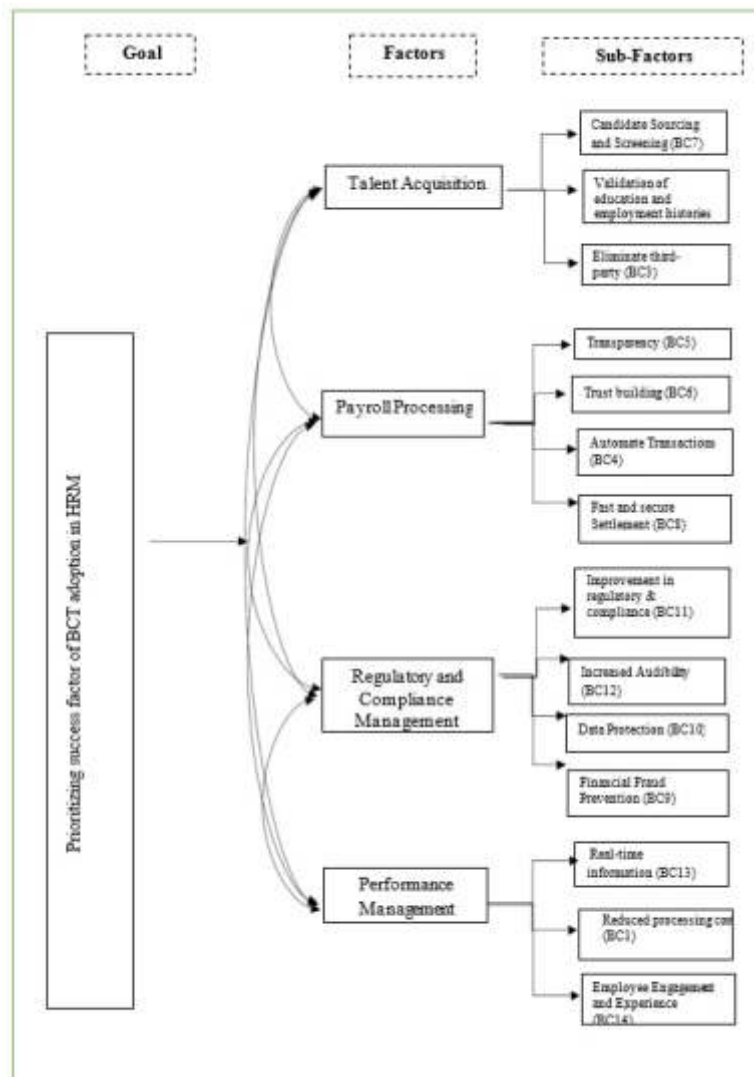 Goal
Factors
Sub-Factors
Candidate Sourcing
and Screening (BC7)
Talent Acquisition
Validation of
education and
employment histories
Eliminate third-
party (BC3)
Transparency (BC5)
Payroll Processing
Trust building (BC6)
Automate Transactions
(BC4)
Fast and secure
Settlement (BC8)
Prioritizing success factor of BCT adoption in HRM
Improvement in
regulatory &
compliance (BC11)
Regulatory and
Compliance
Management
Increased Audibility
(BC12)
Data Protection (BC10)
Financial Fraud
Prevention (BC9)
Performance
Management
Real-time
information (BC13)
Reduced processing cost
(BC1)
Employee Engagement
and Experience
(BC14)